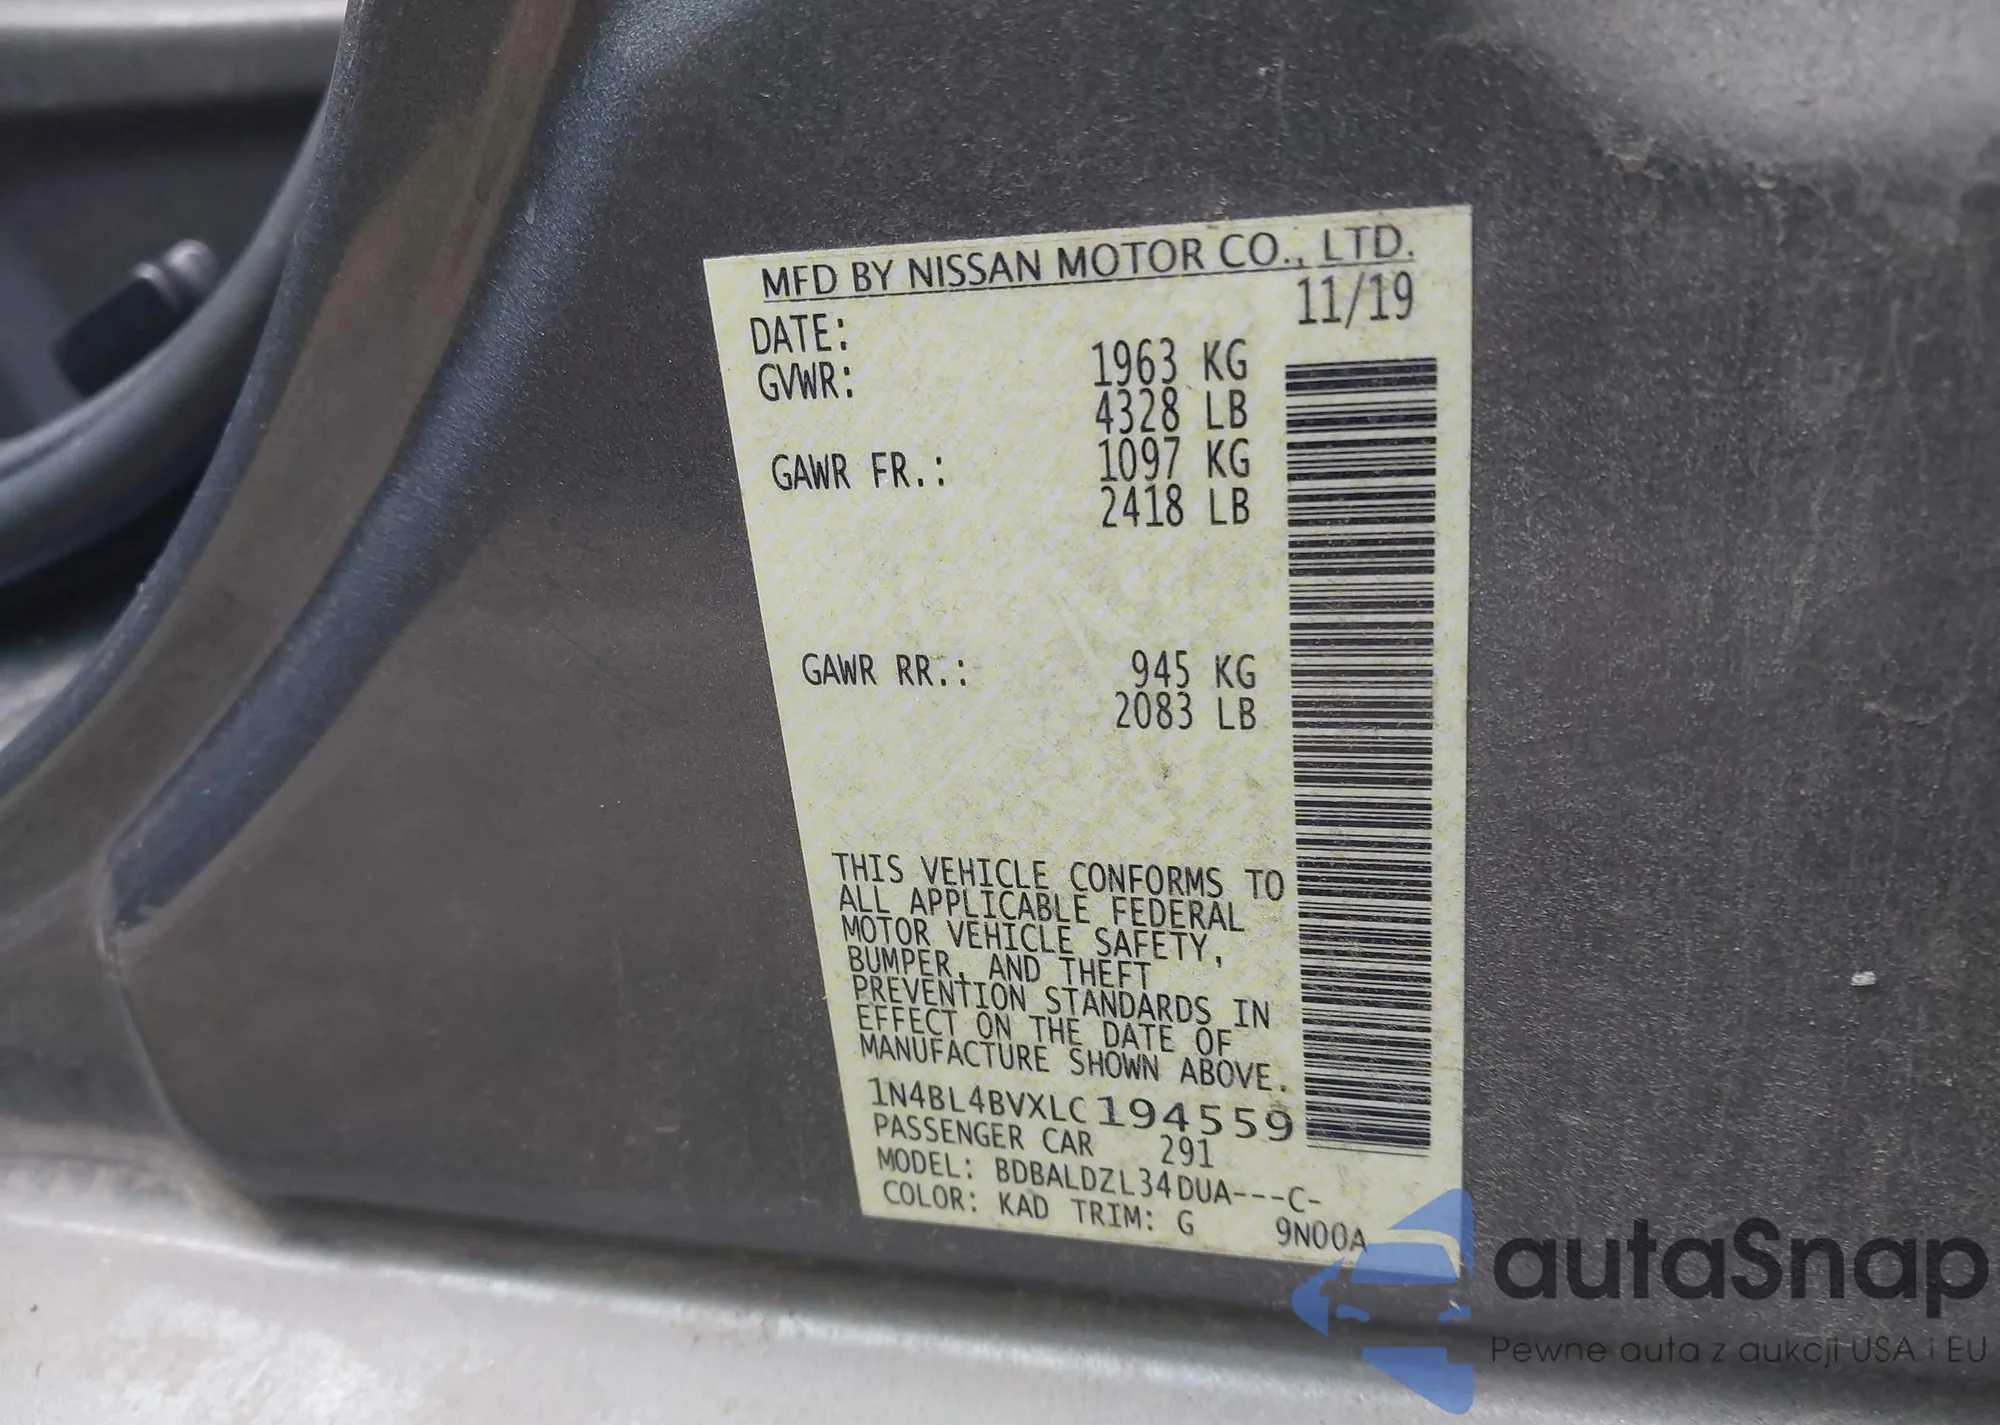 MFD BY NISSAN MOTOR CO., LTD.
DATE: 11/19
GVWR: 1963 KG
4328 LB
GAWR FR.: 1097 KG
2418 LB
GAWR RR.: 945 KG
2083 LB
THIS VEHICLE CONFORMS TO
ALL APPLICABLE FEDERAL
MOTOR VEHICLE SAFETY,
BUMPER, AND THEFT
PREVENTION STANDARDS IN
EFFECT ON THE DATE OF
MANUFACTURE SHOWN ABOVE.
1N4BL4BVXLC194559
PASSENGER CAR 291
MODEL: BDBALDZL34DUA---C-
COLOR: KAD TRIM: G 9N00A
autaSnap
Pewne auta z aukcji USA i EU